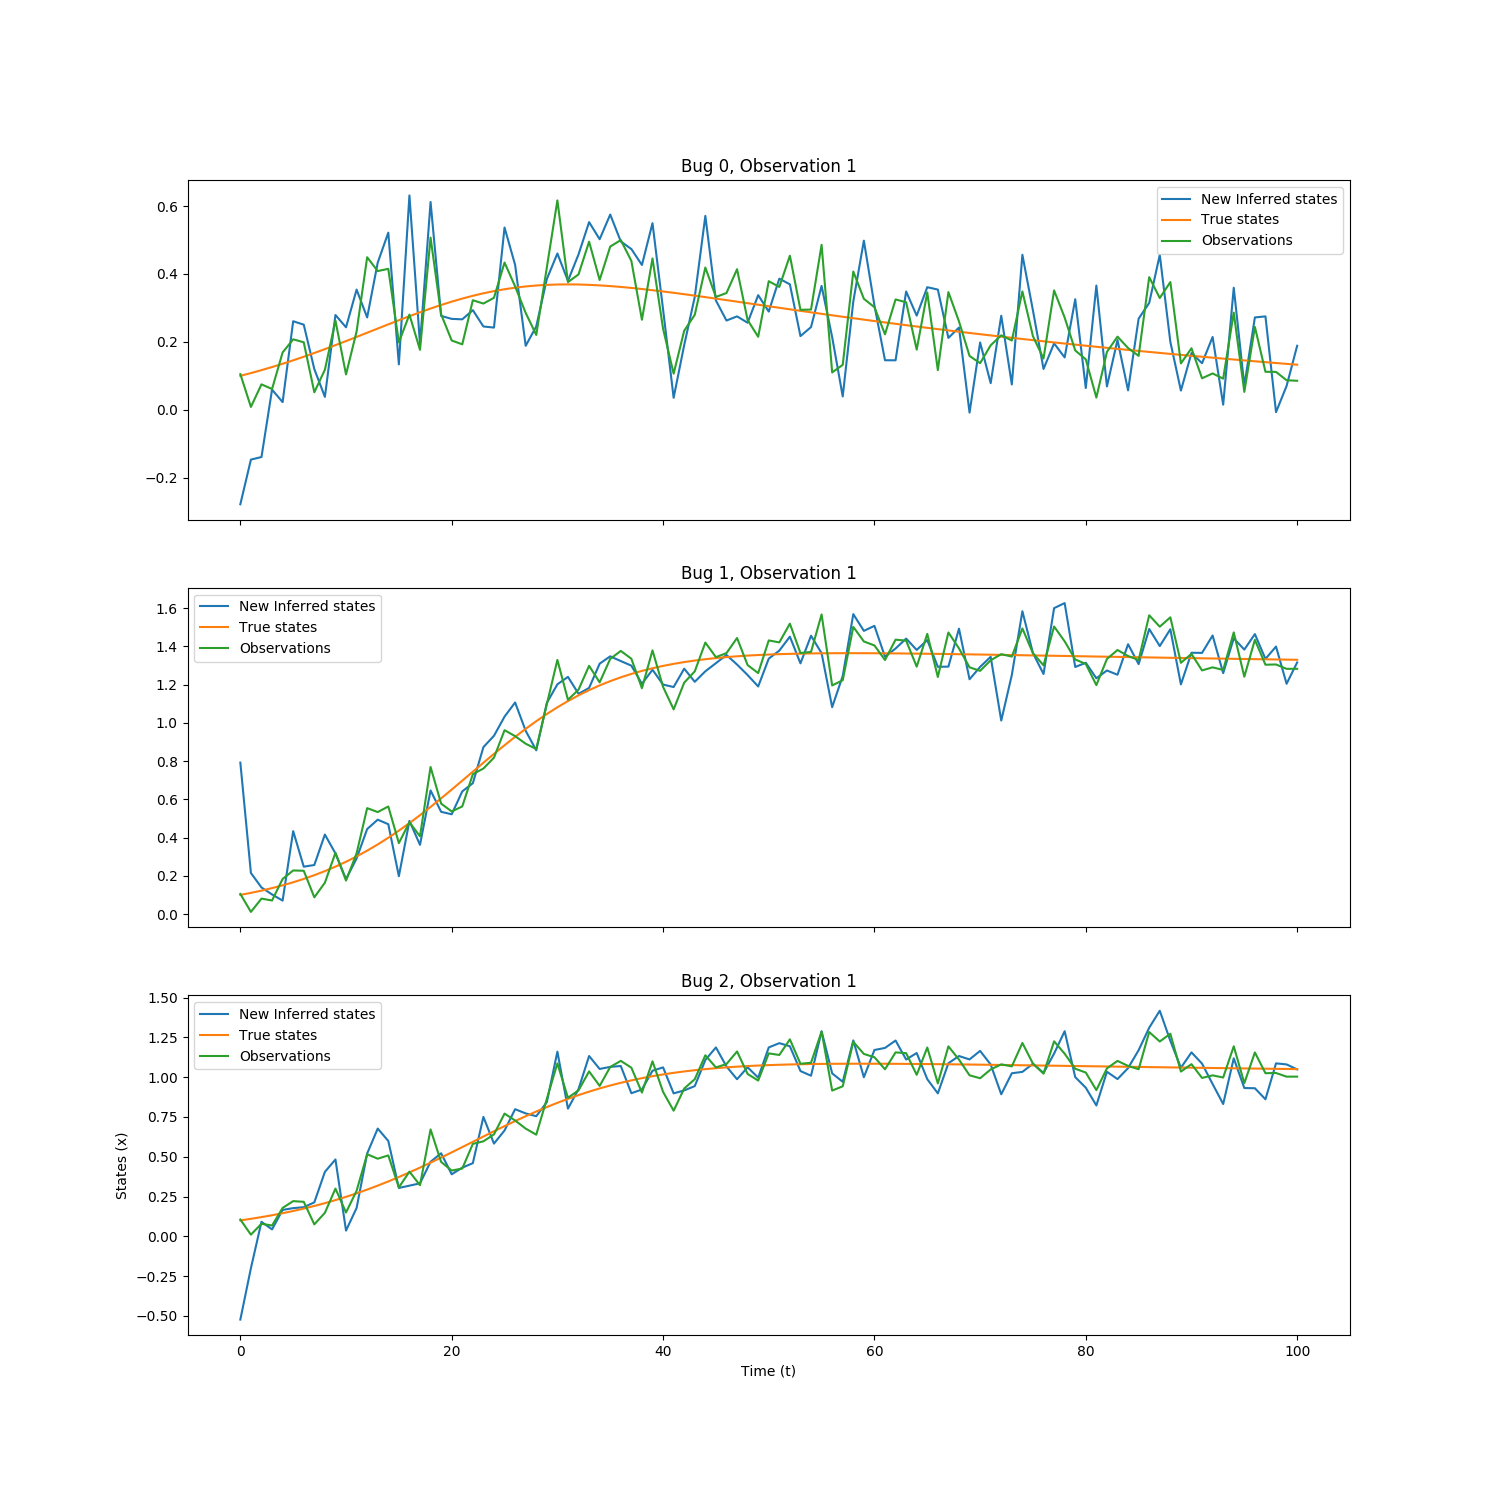 Bug 0, Observation 1
New Inferred states
True states
Observations
0.6
0.4
0.2
0.0
−0.2
Bug 1, Observation 1
New Inferred states
True states
Observations
1.6
1.4
1.2
1.0
0.8
0.6
0.4
0.2
0.0
Bug 2, Observation 1
New Inferred states
True states
Observations
1.50
1.25
1.00
0.75
0.50
0.25
0.00
−0.25
−0.50
States (x)
0 20 40 60 80 100
Time (t)